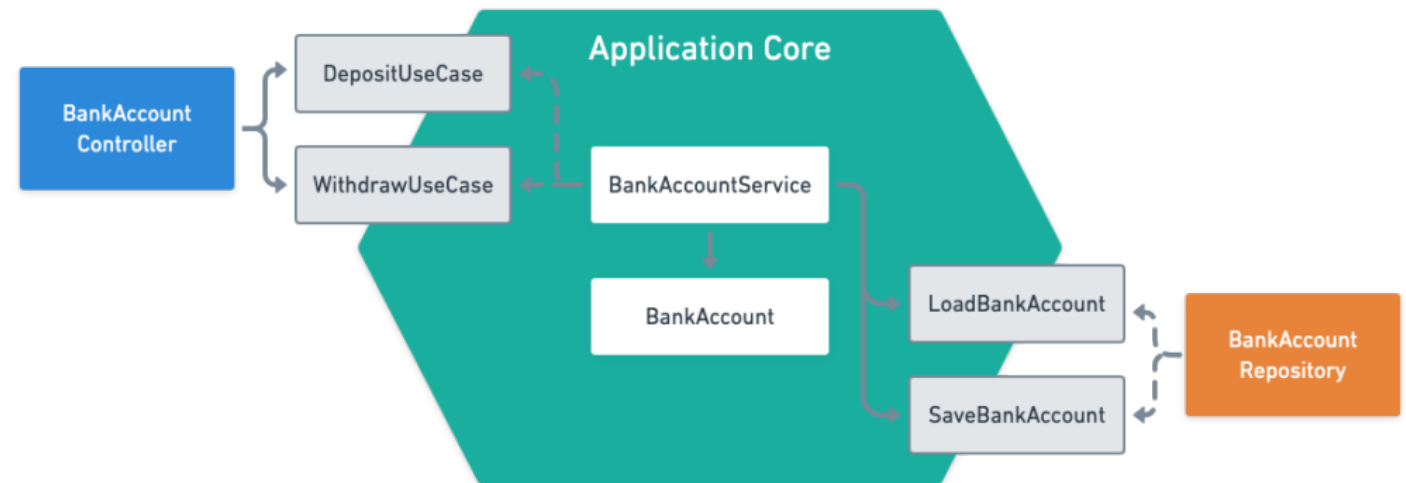 Application Core
DepositUseCase
BankAccount
Controller
WithdrawUseCase
BankAccountService
BankAccount
LoadBankAccount
BankAccount
Repository
SaveBankAccount